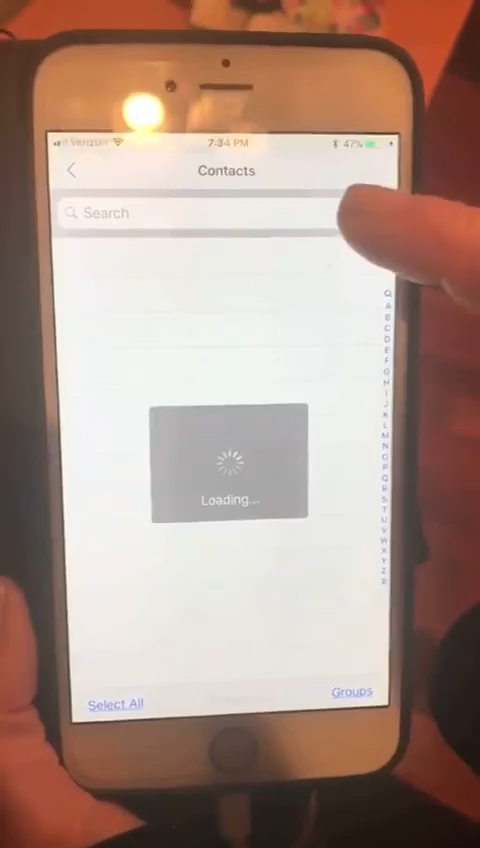 Verizon 7:34 PM 47%
Contacts
Search
A
B
C
D
E
F
G
H
I
J
K
L
M
N
O
P
Q
R
S
T
U
V
W
X
Y
Z
#
Loading...
Select All Groups